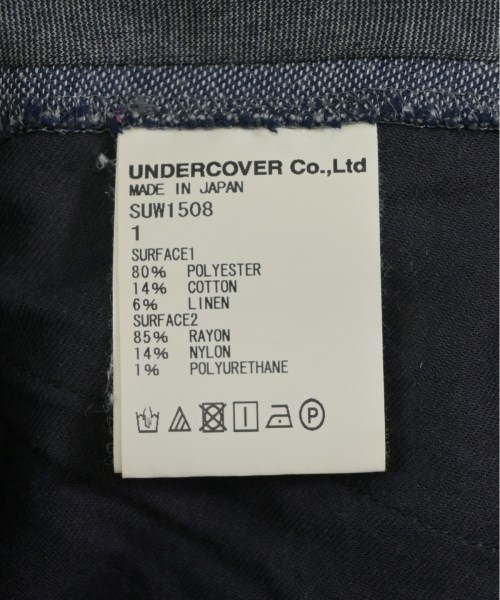 UNDERCOVER Co.,Ltd
MADE IN JAPAN
SUW1508
1
SURFACE1
80% POLYESTER
14% COTTON
6% LINEN
SURFACE2
85% RAYON
14% NYLON
1% POLYURETHANE
P